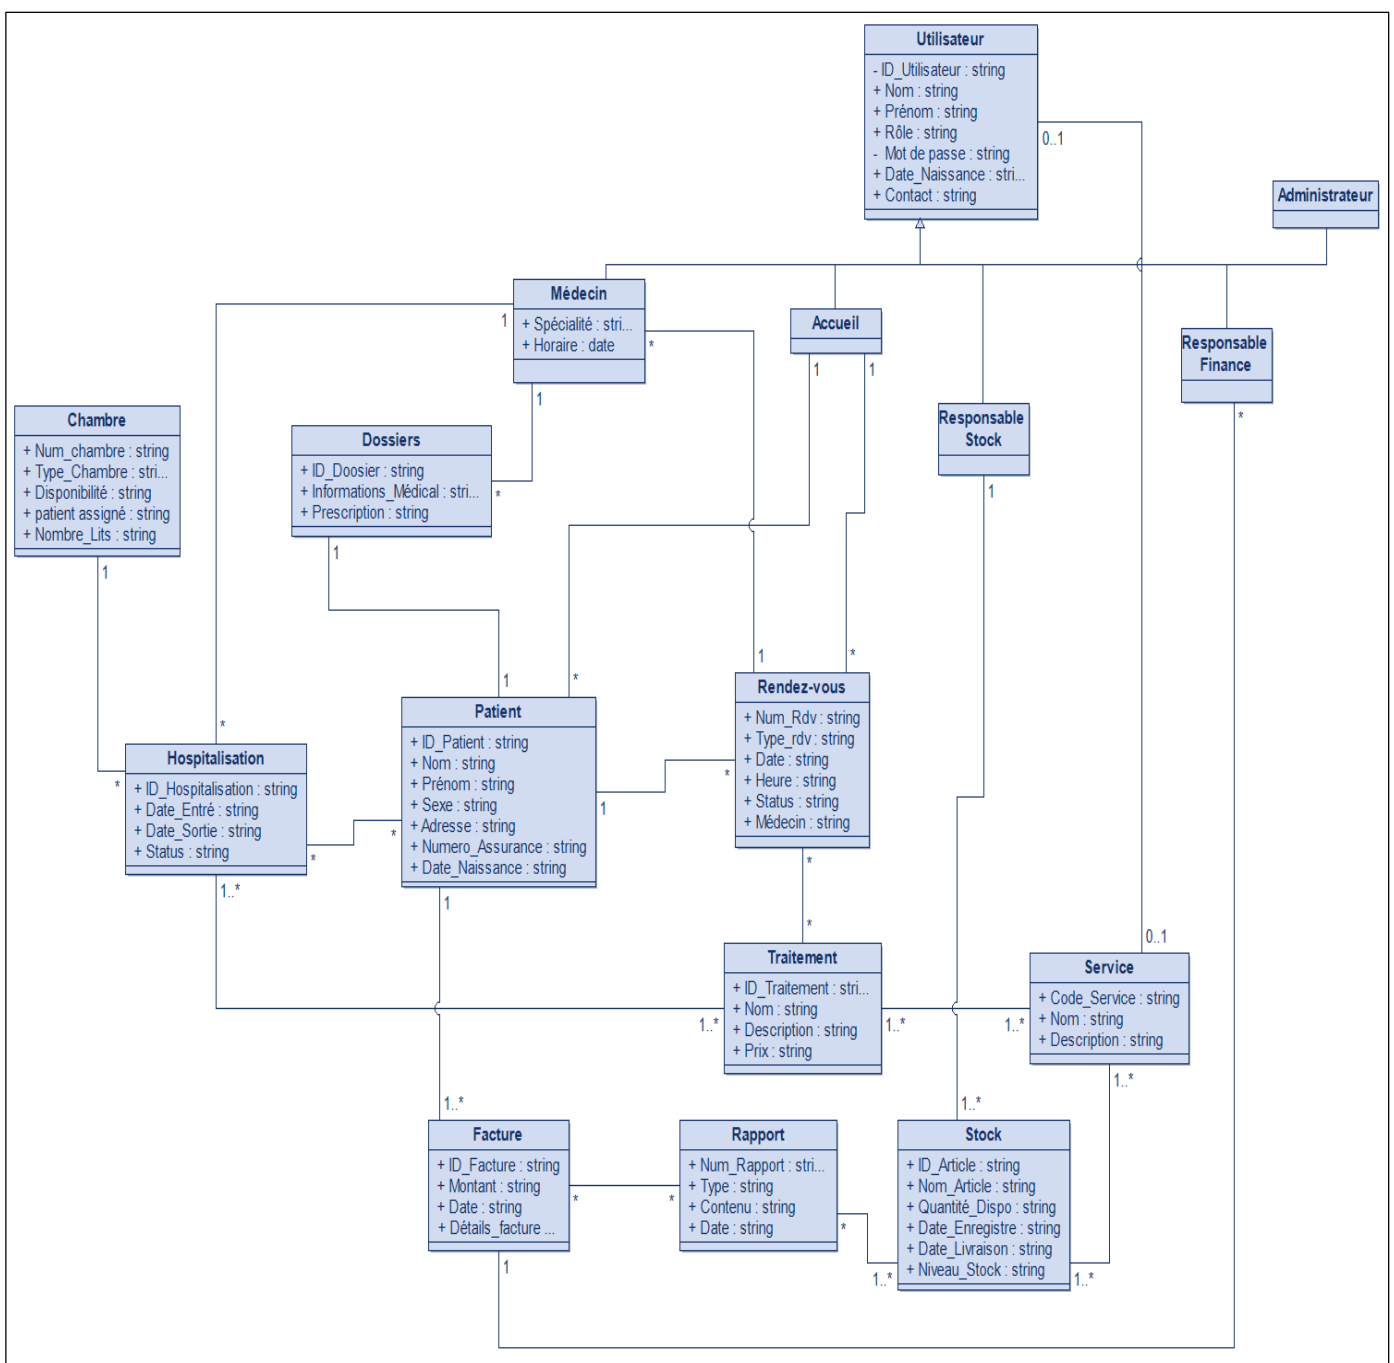 Utilisateur
- ID_Utilisateur : string
+ Nom : string
+ Prénom : string
+ Rôle : string
- Mot de passe : string
+ Date_Naissance : stri...
+ Contact : string
0..1
Administrateur
Médecin
+ Spécialité : stri...
+ Horaire : date
1
*
1
Accueil
1
1
Responsable
Finance
*
Responsable
Stock
1
Chambre
+ Num_chambre : string
+ Type_Chambre : stri...
+ Disponibilité : string
+ patient assigné : string
+ Nombre_Lits : string
1
Dossiers
+ ID_Doosier : string
+ Informations_Médical : stri...
+ Prescription : string
*
1
1
*
1
*
*
Patient
+ ID_Patient : string
+ Nom : string
+ Prénom : string
+ Sexe : string
+ Adresse : string
+ Numero_Assurance : string
+ Date_Naissance : string
1
*
1
Rendez-vous
+ Num_Rdv : string
+ Type_rdv : string
+ Date : string
+ Heure : string
+ Status : string
+ Médecin : string
*
*
Hospitalisation
+ ID_Hospitalisation : string
+ Date_Entré : string
+ Date_Sortie : string
+ Status : string
*
*
1..*
*
Traitement
+ ID_Traitement : stri...
+ Nom : string
+ Description : string
+ Prix : string
1..*
1..*
*
0..1
Service
+ Code_Service : string
+ Nom : string
+ Description : string
1..*
1..*
Facture
+ ID_Facture : string
+ Montant : string
+ Date : string
+ Détails_facture ...
1..*
*
1
Rapport
+ Num_Rapport : stri...
+ Type : string
+ Contenu : string
+ Date : string
*
*
Stock
+ ID_Article : string
+ Nom_Article : string
+ Quantité_Dispo : string
+ Date_Enregistre : string
+ Date_Livraison : string
+ Niveau_Stock : string
1..*
1..*
1..*